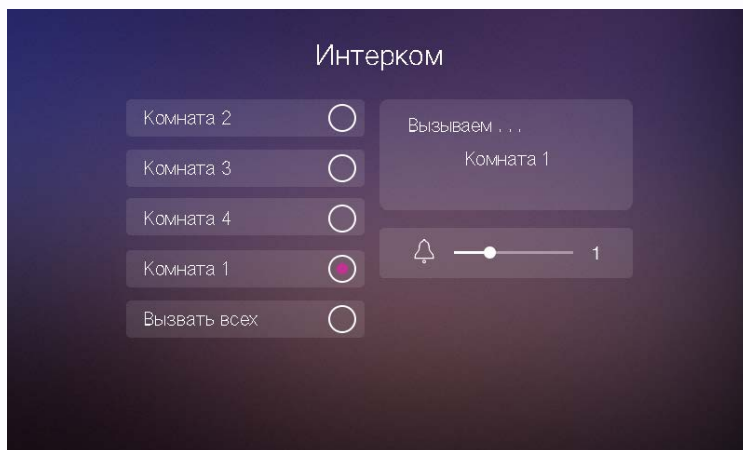 Интерком
Комната 2
Комната 3
Комната 4
Комната 1
Вызвать всех
Вызываем . . .
Комната 1
1